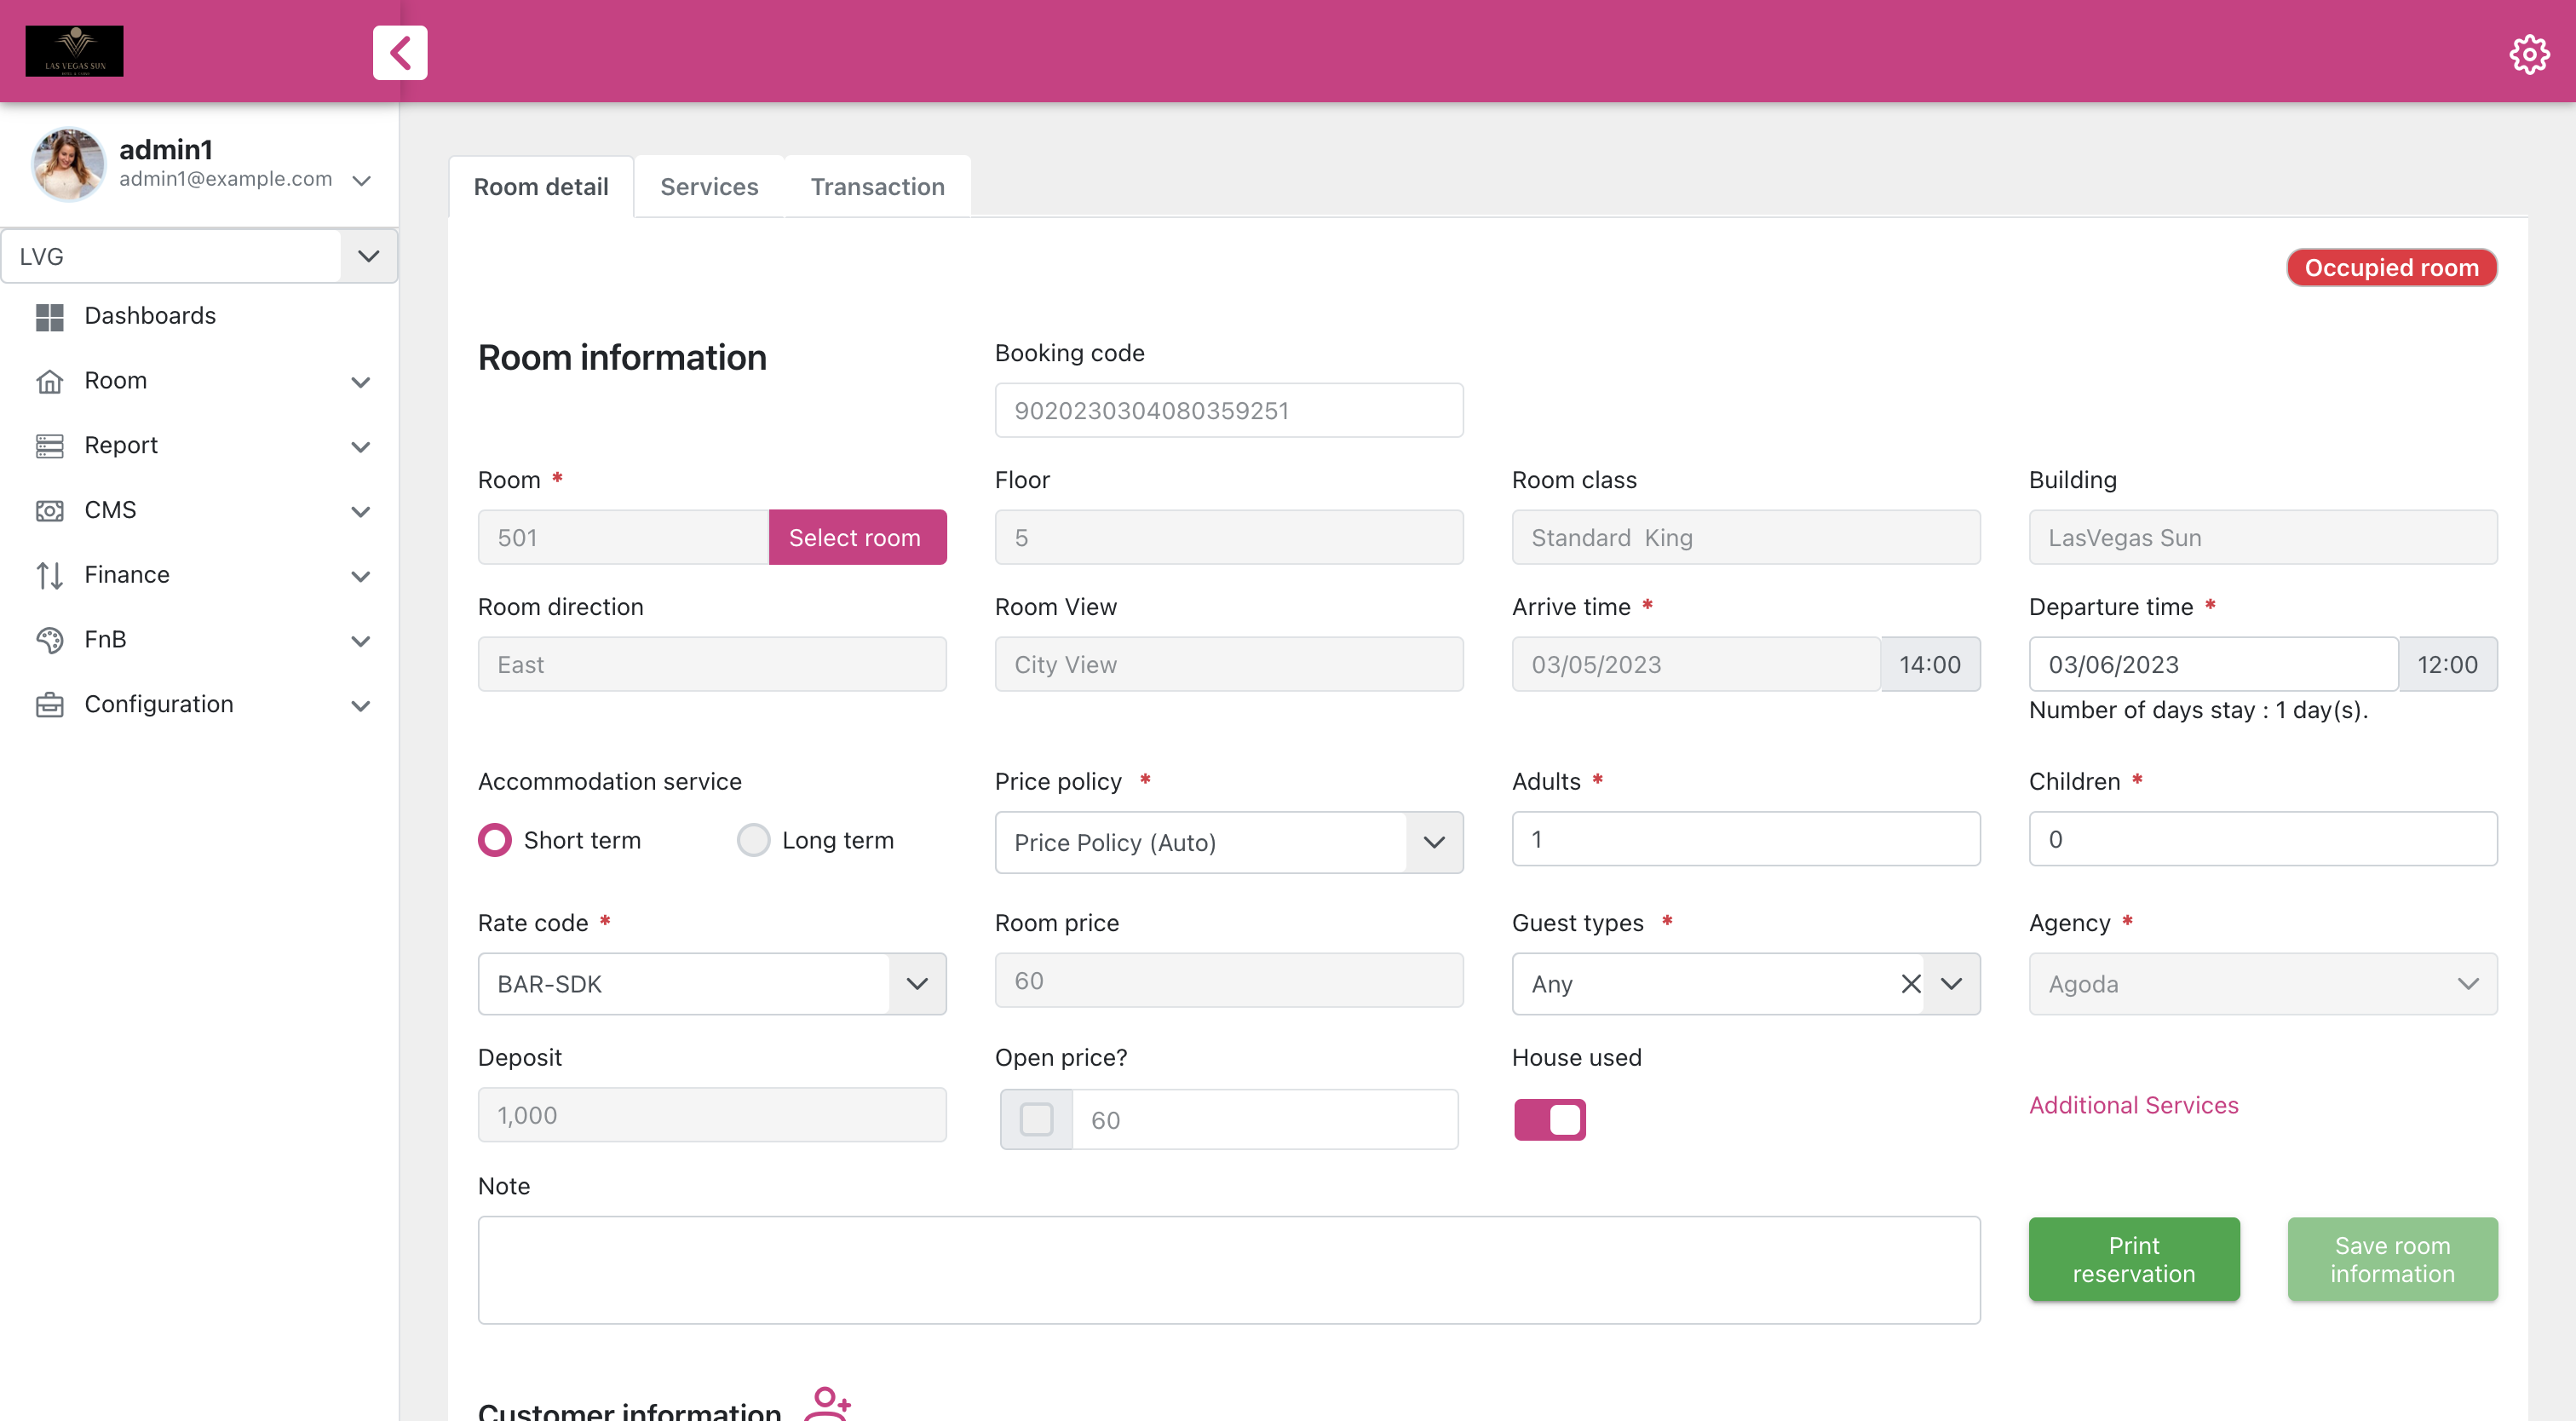 LAS VEGAS SUN
admin1
admin1@example.com
LVG
Dashboards
Room
Report
CMS
Finance
FnB
Configuration
Room detail
Services
Transaction
Occupied room
Room information
Booking code
9020230304080359251
Room *
Floor
Room class
Building
501
Select room
5
Standard King
LasVegas Sun
Room direction
Room View
Arrive time *
Departure time *
East
City View
03/05/2023
14:00
03/06/2023
12:00
Number of days stay : 1 day(s).
Accommodation service
Price policy *
Adults *
Children *
Short term
Long term
Price Policy (Auto)
1
0
Rate code *
Room price
Guest types *
Agency *
BAR-SDK
60
Any
Agoda
Deposit
Open price?
House used
1,000
60
Additional Services
Note
Print
reservation
Save room
information
Customer information